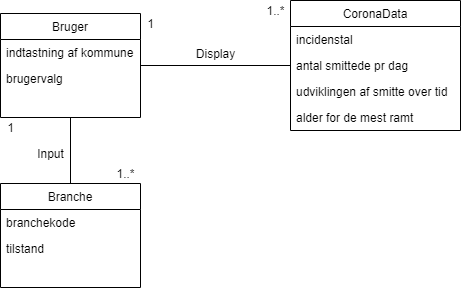 Bruger
indtastning af kommune
brugervalg
1
1..*
Display
CoronaData
incidenstal
antal smittede pr dag
udviklingen af smitte over tid
alder for de mest ramt
1
Input
1..*
Branche
branchekode
tilstand